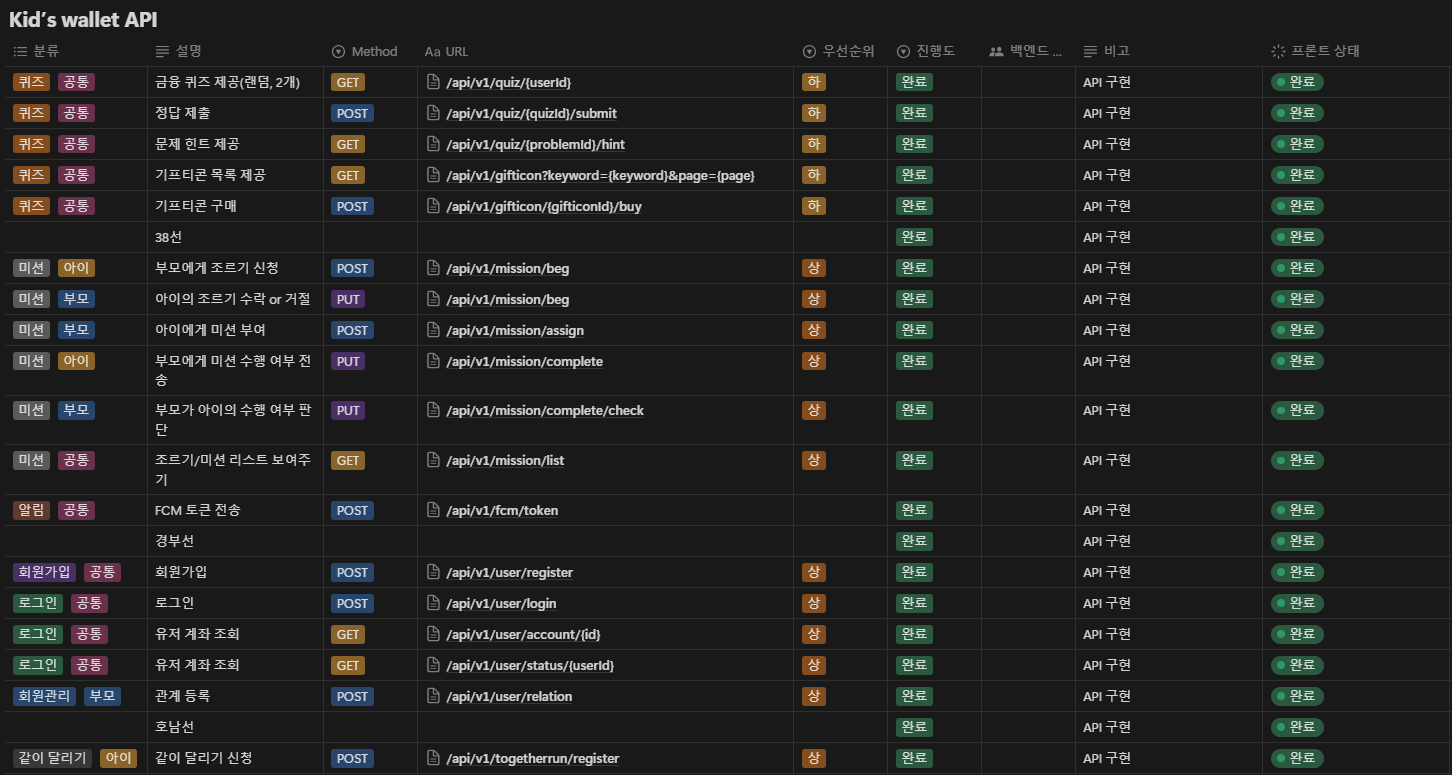 Kid's wallet API
분류 설명 Method Aa URL 우선순위 진행도 백엔드 ... 비고 프론트 상태
퀴즈 공통 금융 퀴즈 제공(랜덤, 2개) GET /api/v1/quiz/{userId} 하 완료 API 구현 완료
퀴즈 공통 정답 제출 POST /api/v1/quiz/{quizId}/submit 하 완료 API 구현 완료
퀴즈 공통 문제 힌트 제공 GET /api/v1/quiz/{problemId}/hint 하 완료 API 구현 완료
퀴즈 공통 기프티콘 목록 제공 GET /api/v1/gifticon?keyword={keyword}&page={page} 하 완료 API 구현 완료
퀴즈 공통 기프티콘 구매 POST /api/v1/gifticon/{gifticonId}/buy 하 완료 API 구현 완료
38선 완료 API 구현 완료
미션 아이 부모에게 조르기 신청 POST /api/v1/mission/beg 상 완료 API 구현 완료
미션 부모 아이의 조르기 수락 or 거절 PUT /api/v1/mission/beg 상 완료 API 구현 완료
미션 부모 아이에게 미션 부여 POST /api/v1/mission/assign 상 완료 API 구현 완료
미션 아이 부모에게 미션 수행 여부 전 PUT /api/v1/mission/complete 상 완료 API 구현 완료
송
미션 부모 부모가 아이의 수행 여부 판 PUT /api/v1/mission/complete/check 상 완료 API 구현 완료
단
미션 공통 조르기/미션 리스트 보여주 GET /api/v1/mission/list 상 완료 API 구현 완료
기
알림 공통 FCM 토큰 전송 POST /api/v1/fcm/token 완료 API 구현 완료
경부선 완료 API 구현 완료
회원가입 공통 회원가입 POST /api/v1/user/register 상 완료 API 구현 완료
로그인 공통 로그인 POST /api/v1/user/login 상 완료 API 구현 완료
로그인 공통 유저 계좌 조회 GET /api/v1/user/account/{id} 상 완료 API 구현 완료
로그인 공통 유저 계좌 조회 GET /api/v1/user/status/{userId} 상 완료 API 구현 완료
회원관리 부모 관계 등록 POST /api/v1/user/relation 상 완료 API 구현 완료
호남선 완료 API 구현 완료
같이 달리기 아이 같이 달리기 신청 POST /api/v1/togetherrun/register 상 완료 API 구현 완료